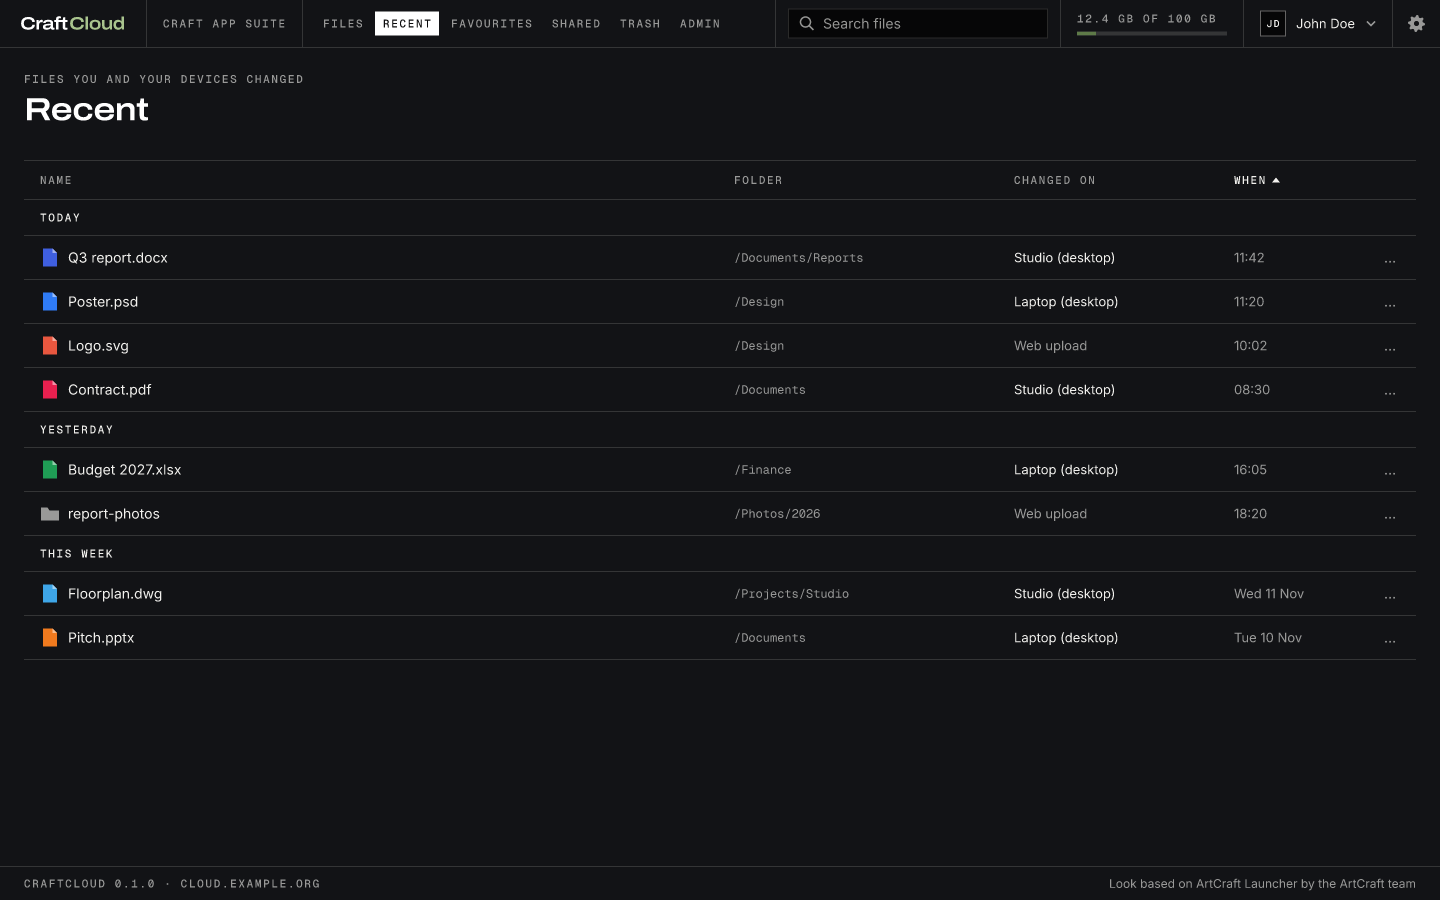 CraftCloud CRAFT APP SUITE FILES RECENT FAVOURITES SHARED TRASH ADMIN Search files 12.4 GB OF 100 GB JD John Doe
FILES YOU AND YOUR DEVICES CHANGED
Recent
NAME FOLDER CHANGED ON WHEN
TODAY
Q3 report.docx /Documents/Reports Studio (desktop) 11:42 ...
Poster.psd /Design Laptop (desktop) 11:20 ...
Logo.svg /Design Web upload 10:02 ...
Contract.pdf /Documents Studio (desktop) 08:30 ...
YESTERDAY
Budget 2027.xlsx /Finance Laptop (desktop) 16:05 ...
report-photos /Photos/2026 Web upload 18:20 ...
THIS WEEK
Floorplan.dwg /Projects/Studio Studio (desktop) Wed 11 Nov ...
Pitch.pptx /Documents Laptop (desktop) Tue 10 Nov ...
CRAFTCLOUD 0.1.0 · CLOUD.EXAMPLE.ORG Look based on ArtCraft Launcher by the ArtCraft team